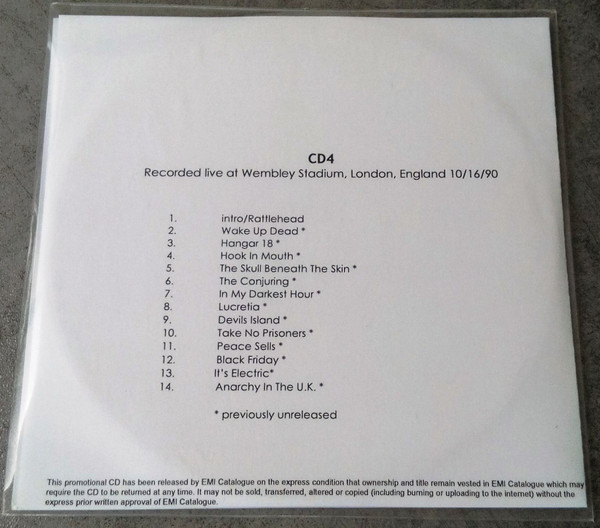 CD4
Recorded live at Wembley Stadium, London, England 10/16/90
1. intro/Rattlehead
2. Wake Up Dead *
3. Hangar 18 *
4. Hook In Mouth *
5. The Skull Beneath The Skin *
6. The Conjuring *
7. In My Darkest Hour *
8. Lucretia *
9. Devils Island *
10. Take No Prisoners *
11. Peace Sells *
12. Black Friday *
13. It's Electric*
14. Anarchy In The U.K. *
* previously unreleased
This promotional CD has been released by EMI Catalogue on the express condition that ownership and title remain vested in EMI Catalogue which may
require the CD to be returned at any time. It may not be sold, transferred, altered or copied (including burning or uploading to the internet) without the
express prior written approval of EMI Catalogue.